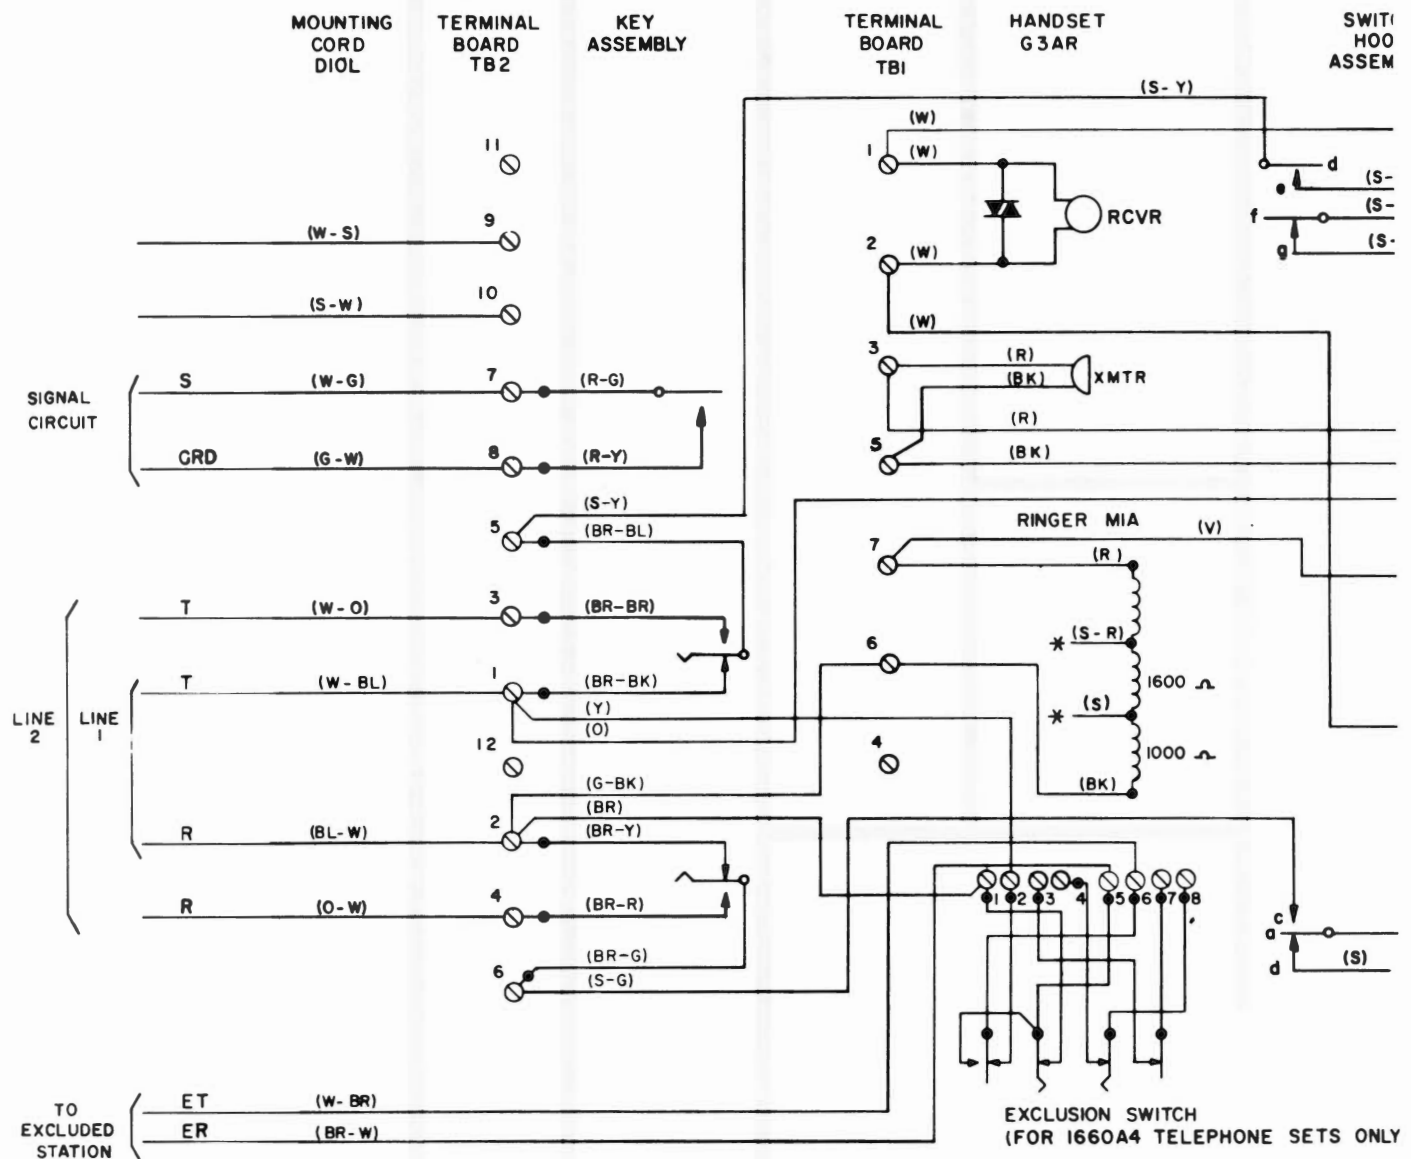 MOUNTING CORD DIOL
TERMINAL BOARD TB2
KEY ASSEMBLY
TERMINAL BOARD TB1
HANDSET G3AR
SWIT
HOO
ASSEM
(S-Y)
(W)
11
1
(W)
d
e
(S-
9
(W-S)
RCVR
f
(S-
2
(W)
g
(S-
10
(S-W)
(W)
3
(R)
SIGNAL CIRCUIT
S
(W-G)
7
(R-G)
(BK)
XMTR
(R)
GRD
(G-W)
8
(R-Y)
5
(BK)
(S-Y)
5
(BR-BL)
RINGER MIA
(V)
7
(R)
T
(W-O)
3
(BR-BR)
* (S-R)
6
T
(W-BL)
1
(BR-BK)
1600 Ω
LINE 2
LINE 1
(Y)
* (S)
(O)
12
4
1000 Ω
(G-BK)
(BK)
(BR)
R
(BL-W)
2
(BR-Y)
R
(O-W)
4
(BR-R)
1 2 3 4 5 6 7 8
c
a
d
(S)
(BR-G)
6
(S-G)
TO EXCLUDED STATION
ET
(W-BR)
ER
(BR-W)
EXCLUSION SWITCH
(FOR 1660A4 TELEPHONE SETS ONLY